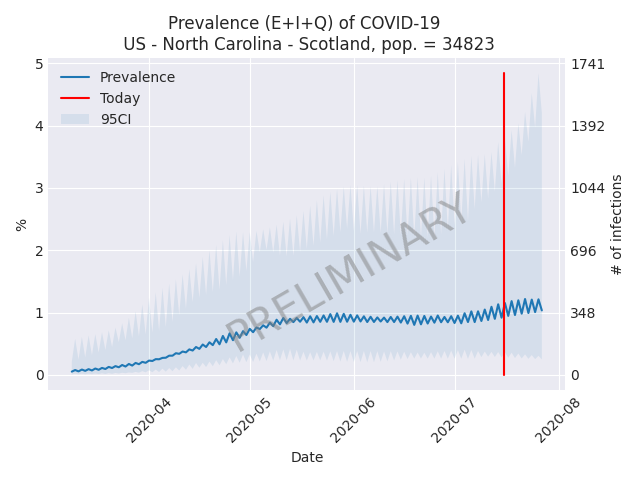 Prevalence (E+I+Q) of COVID-19
US - North Carolina - Scotland, pop. = 34823
Prevalence
Today
95CI
5
4
3
2
1
0
%
1741
1392
1044
696
348
0
# of infections
PRELIMINARY
2020-04
2020-05
2020-06
2020-07
2020-08
Date